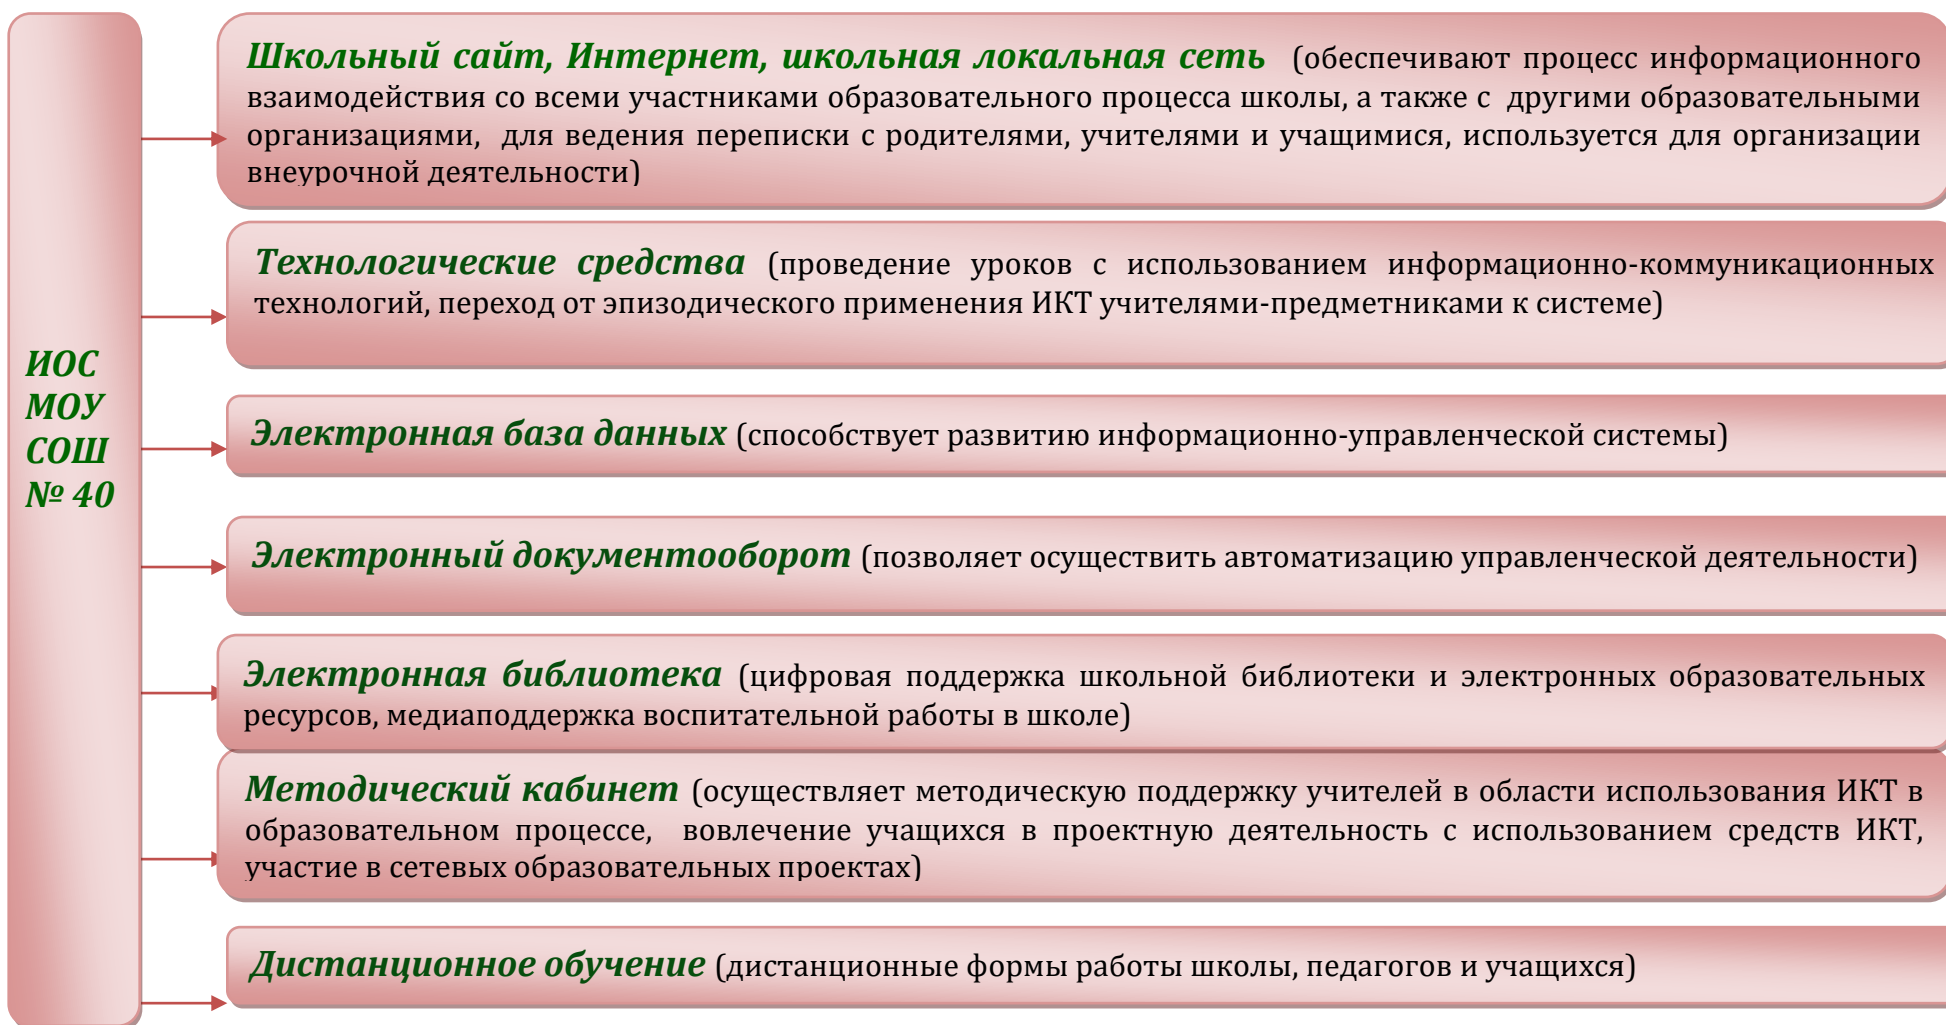 ИОС
МОУ
СОШ
№ 40
Школьный сайт, Интернет, школьная локальная сеть (обеспечивают процесс информационного
взаимодействия со всеми участниками образовательного процесса школы, а также с другими образовательными
организациями, для ведения переписки с родителями, учителями и учащимися, используется для организации
внеурочной деятельности)
Технологические средства (проведение уроков с использованием информационно-коммуникационных
технологий, переход от эпизодического применения ИКТ учителями-предметниками к системе)
Электронная база данных (способствует развитию информационно-управленческой системы)
Электронный документооборот (позволяет осуществить автоматизацию управленческой деятельности)
Электронная библиотека (цифровая поддержка школьной библиотеки и электронных образовательных
ресурсов, медиаподдержка воспитательной работы в школе)
Методический кабинет (осуществляет методическую поддержку учителей в области использования ИКТ в
образовательном процессе, вовлечение учащихся в проектную деятельность с использованием средств ИКТ,
участие в сетевых образовательных проектах)
Дистанционное обучение (дистанционные формы работы школы, педагогов и учащихся)